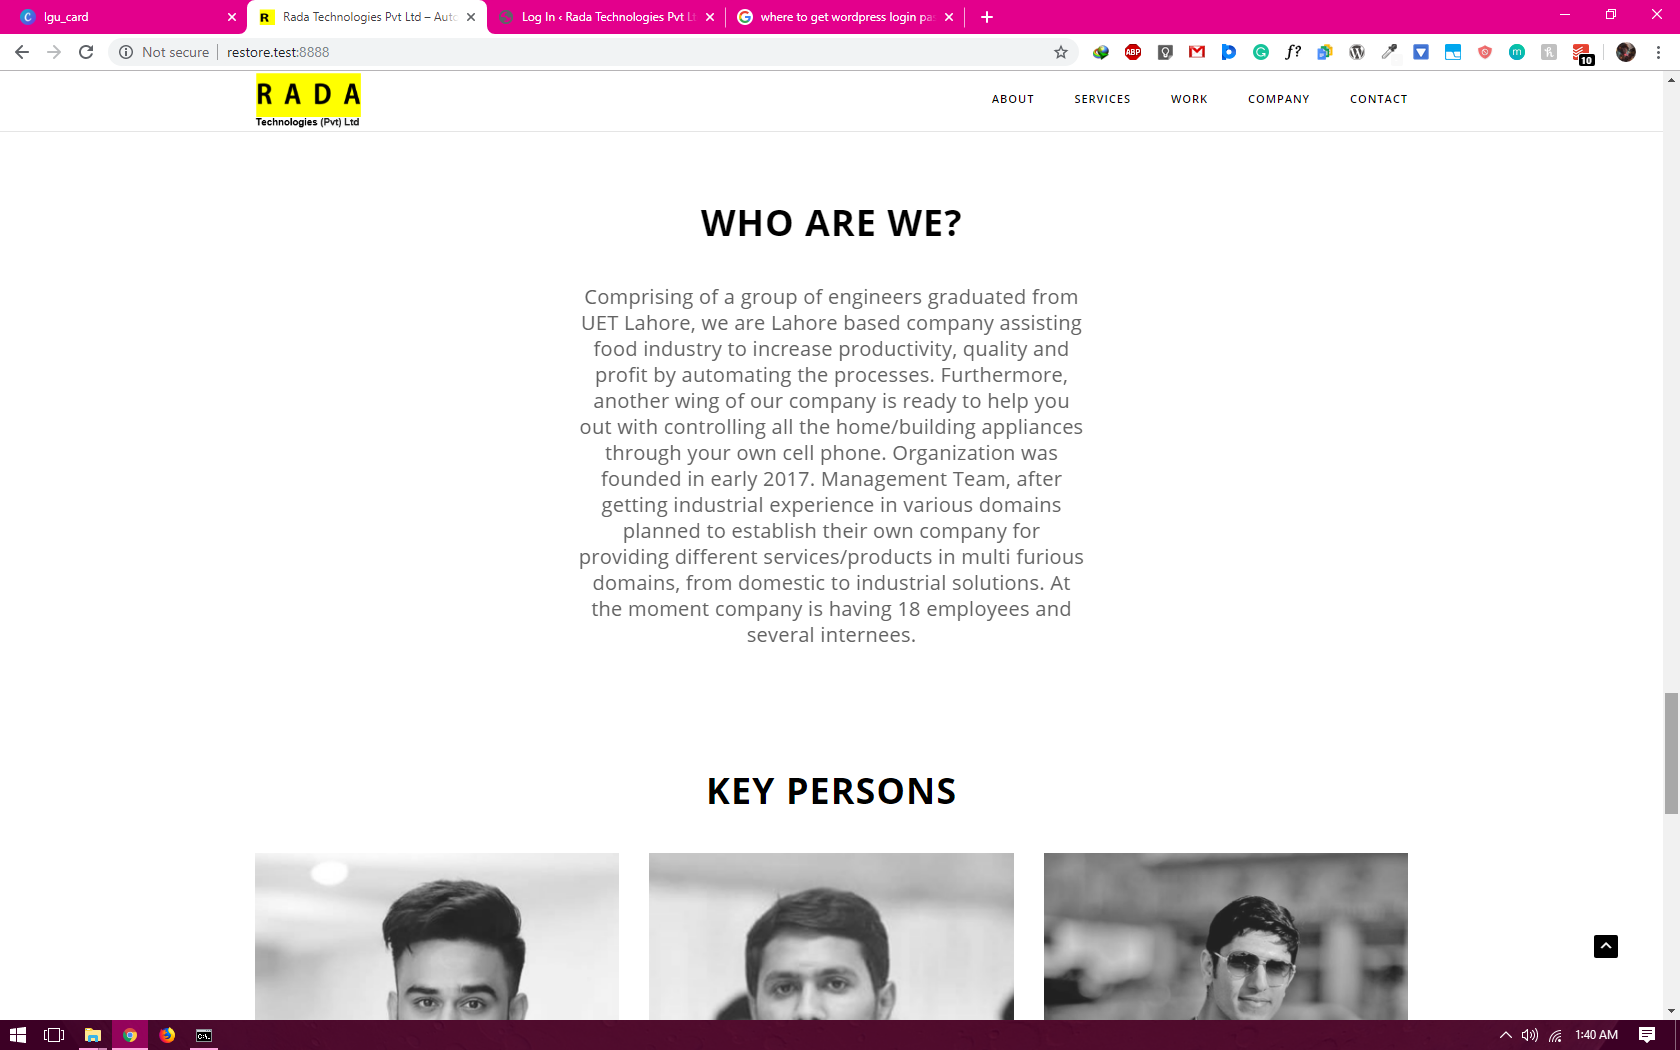 lgu_card
Rada Technologies Pvt Ltd – Auto
Log In ‹ Rada Technologies Pvt Lt
where to get wordpress login pas
Not secure
restore.test:8888
ABP
f?
10
RADA
Technologies (Pvt) Ltd
ABOUT
SERVICES
WORK
COMPANY
CONTACT
WHO ARE WE?
Comprising of a group of engineers graduated from
UET Lahore, we are Lahore based company assisting
food industry to increase productivity, quality and
profit by automating the processes. Furthermore,
another wing of our company is ready to help you
out with controlling all the home/building appliances
through your own cell phone. Organization was
founded in early 2017. Management Team, after
getting industrial experience in various domains
planned to establish their own company for
providing different services/products in multi furious
domains, from domestic to industrial solutions. At
the moment company is having 18 employees and
several internees.
KEY PERSONS
1:40 AM